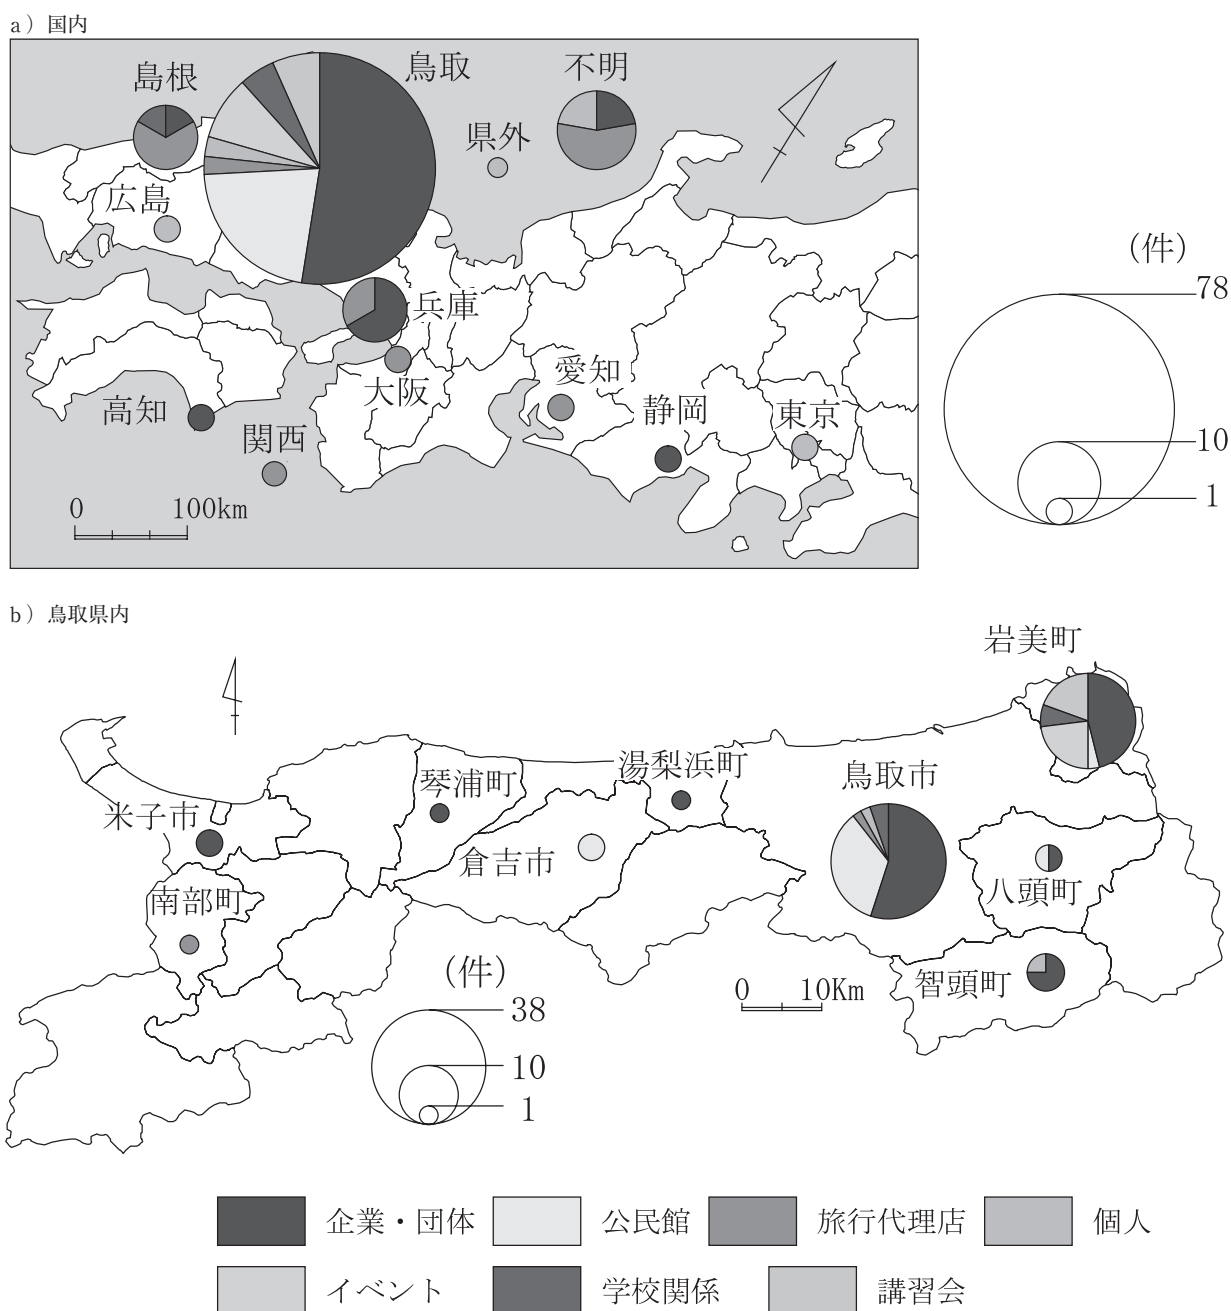 a）国内
島根
鳥取
不明
県外
広島
兵庫
大阪
愛知
静岡
東京
高知
関西
0 100km
(件)
78
10
1
b）鳥取県内
岩美町
湯梨浜町
琴浦町
鳥取市
米子市
倉吉市
八頭町
南部町
智頭町
(件)
38
10
1
0 10Km
企業・団体 公民館 旅行代理店 個人
イベント 学校関係 講習会